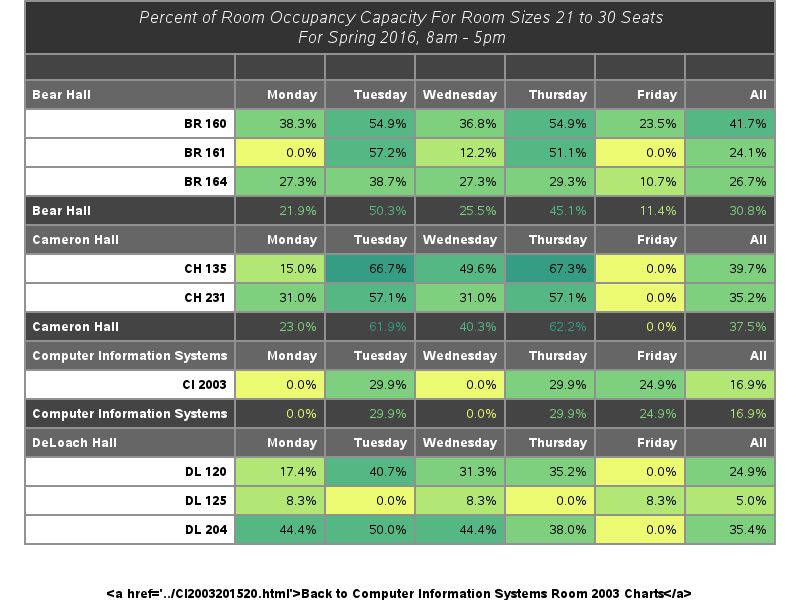 Percent of Room Occupancy Capacity For Room Sizes 21 to 30 Seats
For Spring 2016, 8am - 5pm
Bear Hall Monday Tuesday Wednesday Thursday Friday All
BR 160 38.3% 54.9% 36.8% 54.9% 23.5% 41.7%
BR 161 0.0% 57.2% 12.2% 51.1% 0.0% 24.1%
BR 164 27.3% 38.7% 27.3% 29.3% 10.7% 26.7%
Bear Hall 21.9% 50.3% 25.5% 45.1% 11.4% 30.8%
Cameron Hall Monday Tuesday Wednesday Thursday Friday All
CH 135 15.0% 66.7% 49.6% 67.3% 0.0% 39.7%
CH 231 31.0% 57.1% 31.0% 57.1% 0.0% 35.2%
Cameron Hall 23.0% 61.9% 40.3% 62.2% 0.0% 37.5%
Computer Information Systems Monday Tuesday Wednesday Thursday Friday All
CI 2003 0.0% 29.9% 0.0% 29.9% 24.9% 16.9%
Computer Information Systems 0.0% 29.9% 0.0% 29.9% 24.9% 16.9%
DeLoach Hall Monday Tuesday Wednesday Thursday Friday All
DL 120 17.4% 40.7% 31.3% 35.2% 0.0% 24.9%
DL 125 8.3% 0.0% 8.3% 0.0% 8.3% 5.0%
DL 204 44.4% 50.0% 44.4% 38.0% 0.0% 35.4%
<a href='../CI2003201520.html'>Back to Computer Information Systems Room 2003 Charts</a>